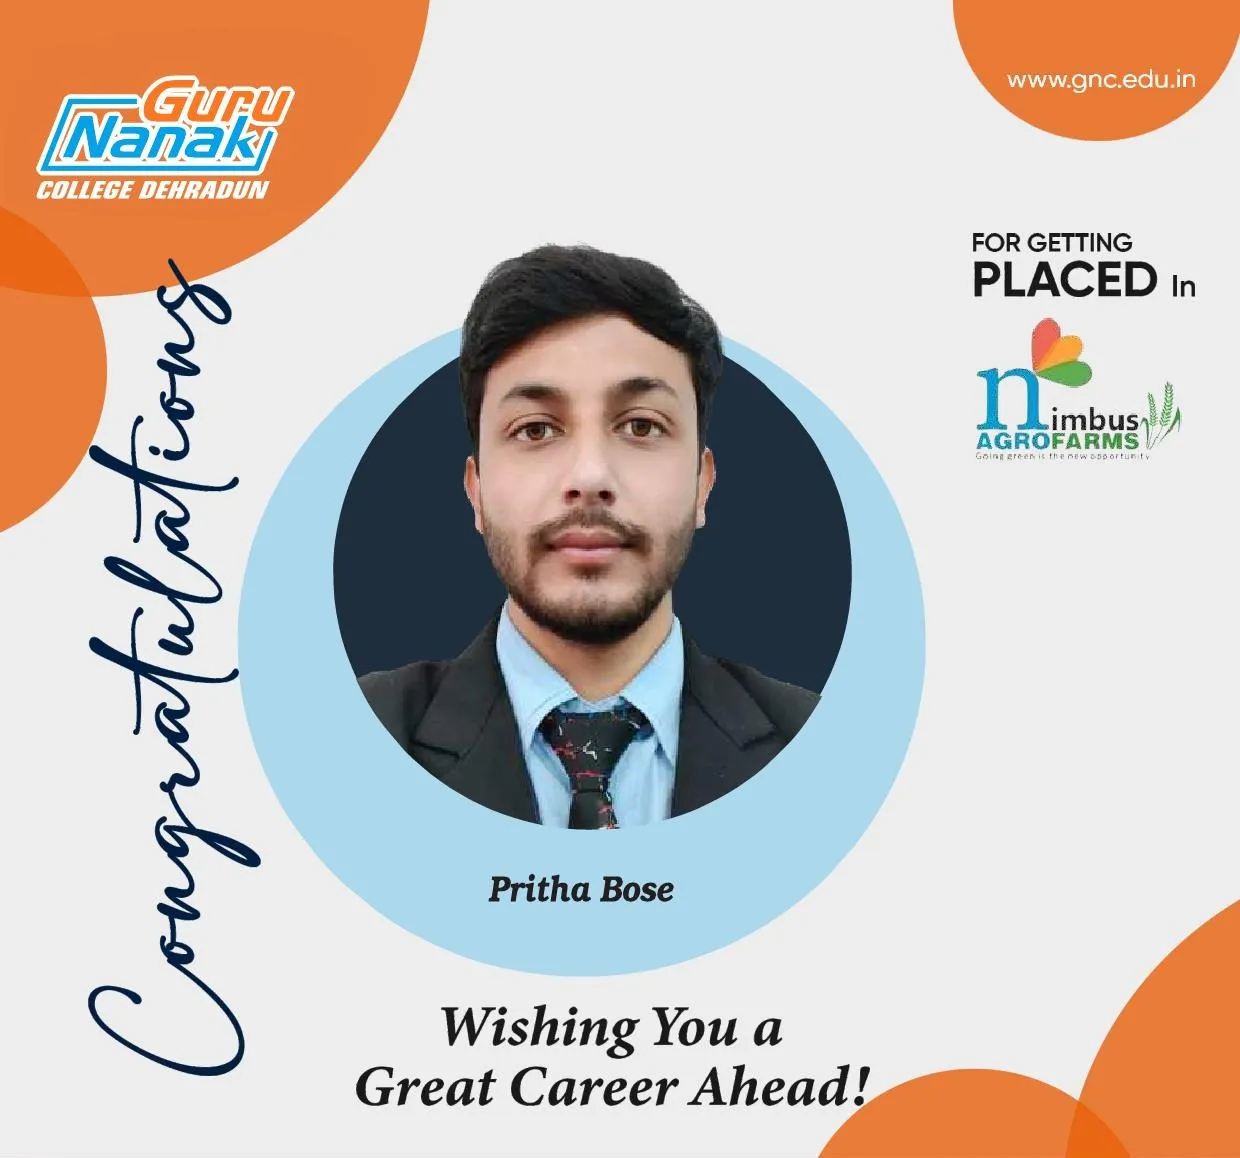 Guru
Nanak
COLLEGE DEHRADUN
www.gnc.edu.in
Congratulations
FOR GETTING
PLACED In
nimbus
AGROFARMS
Going green is the new opportunity
Pritha Bose
Wishing You a
Great Career Ahead!